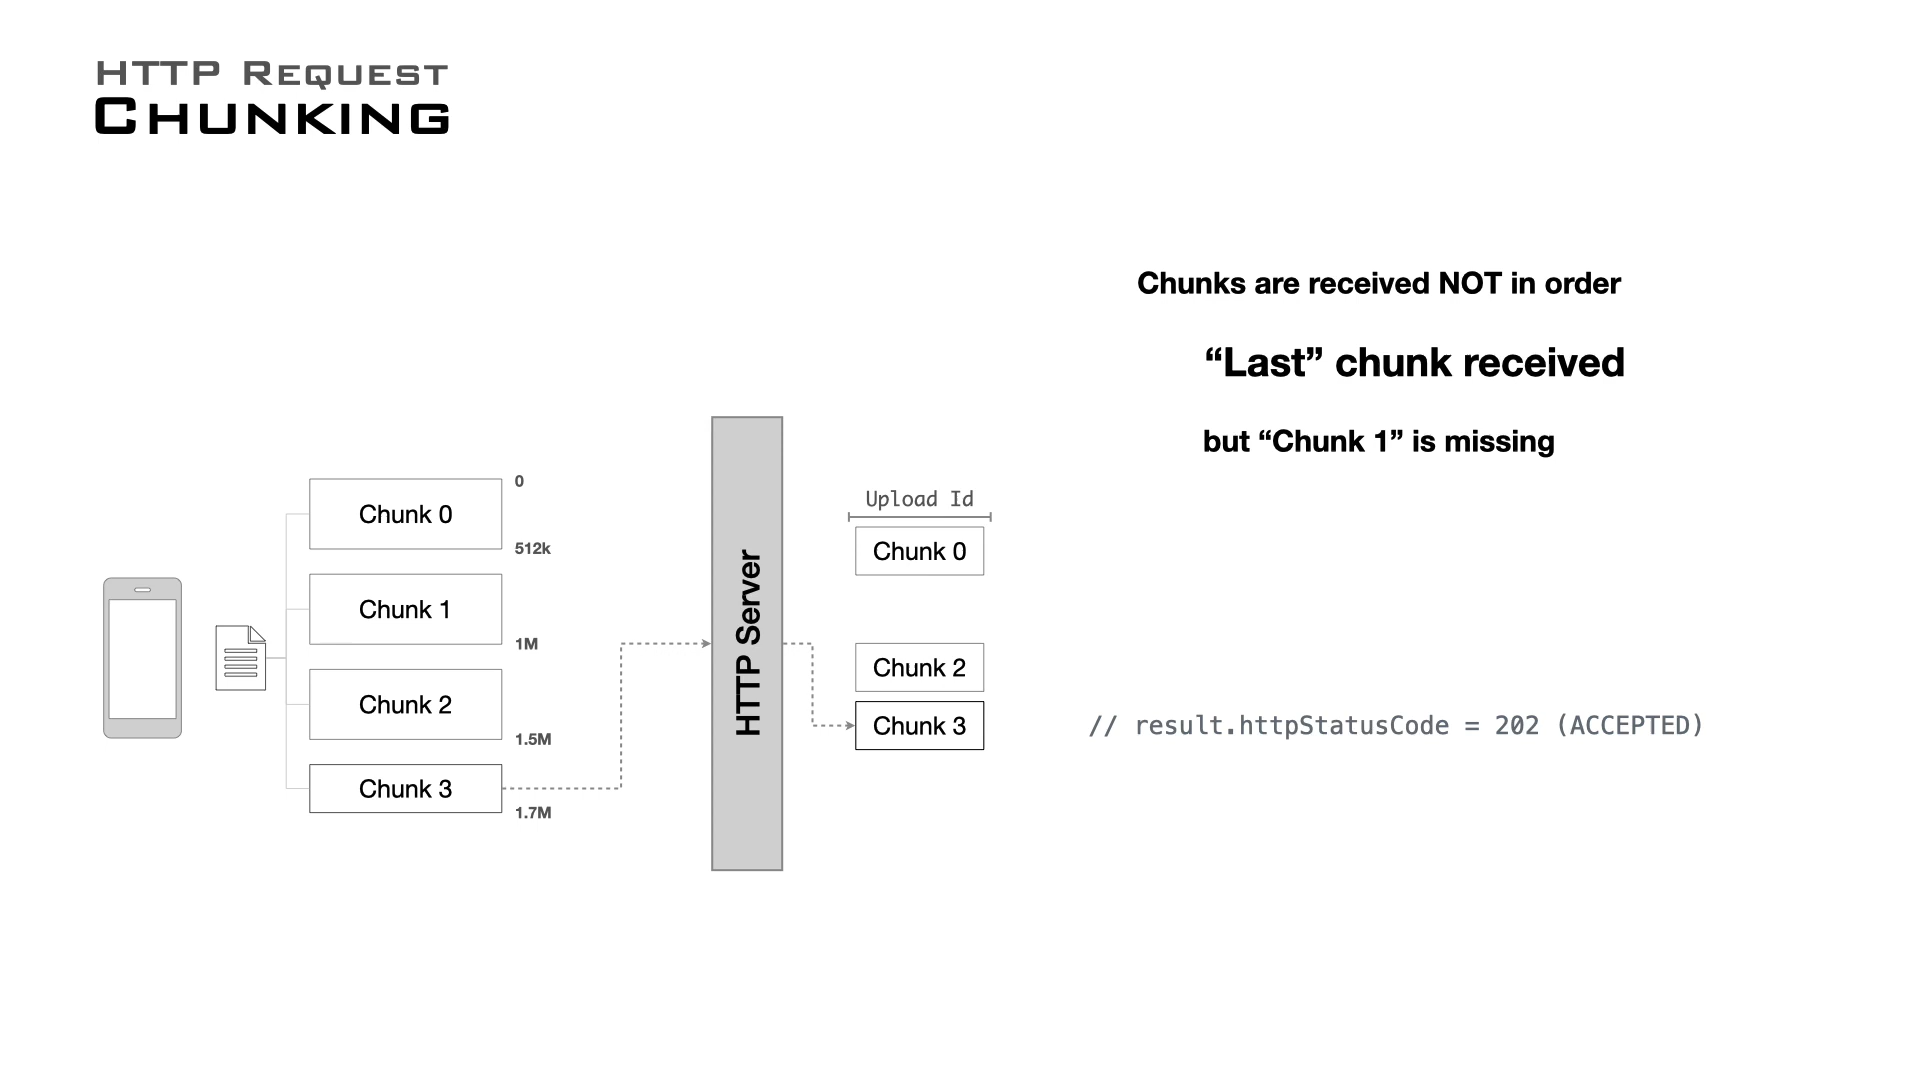 HTTP Request
Chunking
Chunks are received NOT in order
“Last” chunk received
but “Chunk 1” is missing
0
Chunk 0
512k
Chunk 1
1M
Chunk 2
1.5M
Chunk 3
1.7M
HTTP Server
Upload Id
Chunk 0
Chunk 2
Chunk 3
// result.httpStatusCode = 202 (ACCEPTED)